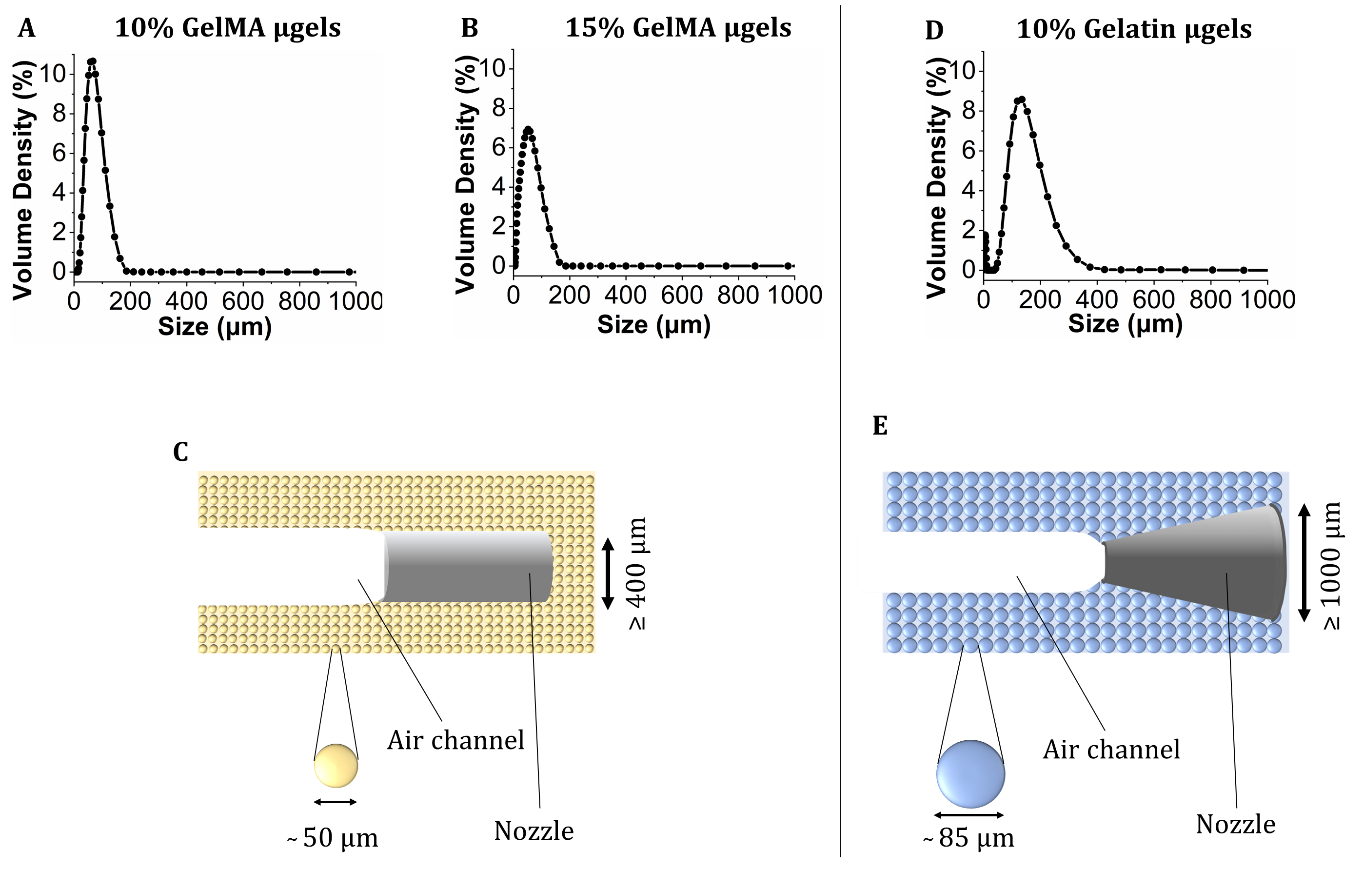 A
10% GelMA µgels
Volume Density (%)
10
8
6
4
2
0
0 200 400 600 800 1000
Size (µm)
B
15% GelMA µgels
Volume Density (%)
10
8
6
4
2
0
0 200 400 600 800 1000
Size (µm)
D
10% Gelatin µgels
Volume Density (%)
10
8
6
4
2
0
0 200 400 600 800 1000
Size (µm)
C
≥ 400 µm
Air channel
Nozzle
~ 50 µm
E
≥ 1000 µm
Air channel
Nozzle
~ 85 µm